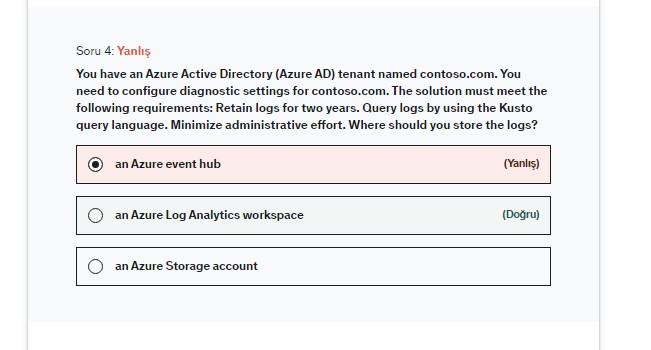 Soru 4: Yanlış
You have an Azure Active Directory (Azure AD) tenant named contoso.com. You
need to configure diagnostic settings for contoso.com. The solution must meet the
following requirements: Retain logs for two years. Query logs by using the Kusto
query language. Minimize administrative effort. Where should you store the logs?
an Azure event hub (Yanlış)
an Azure Log Analytics workspace (Doğru)
an Azure Storage account